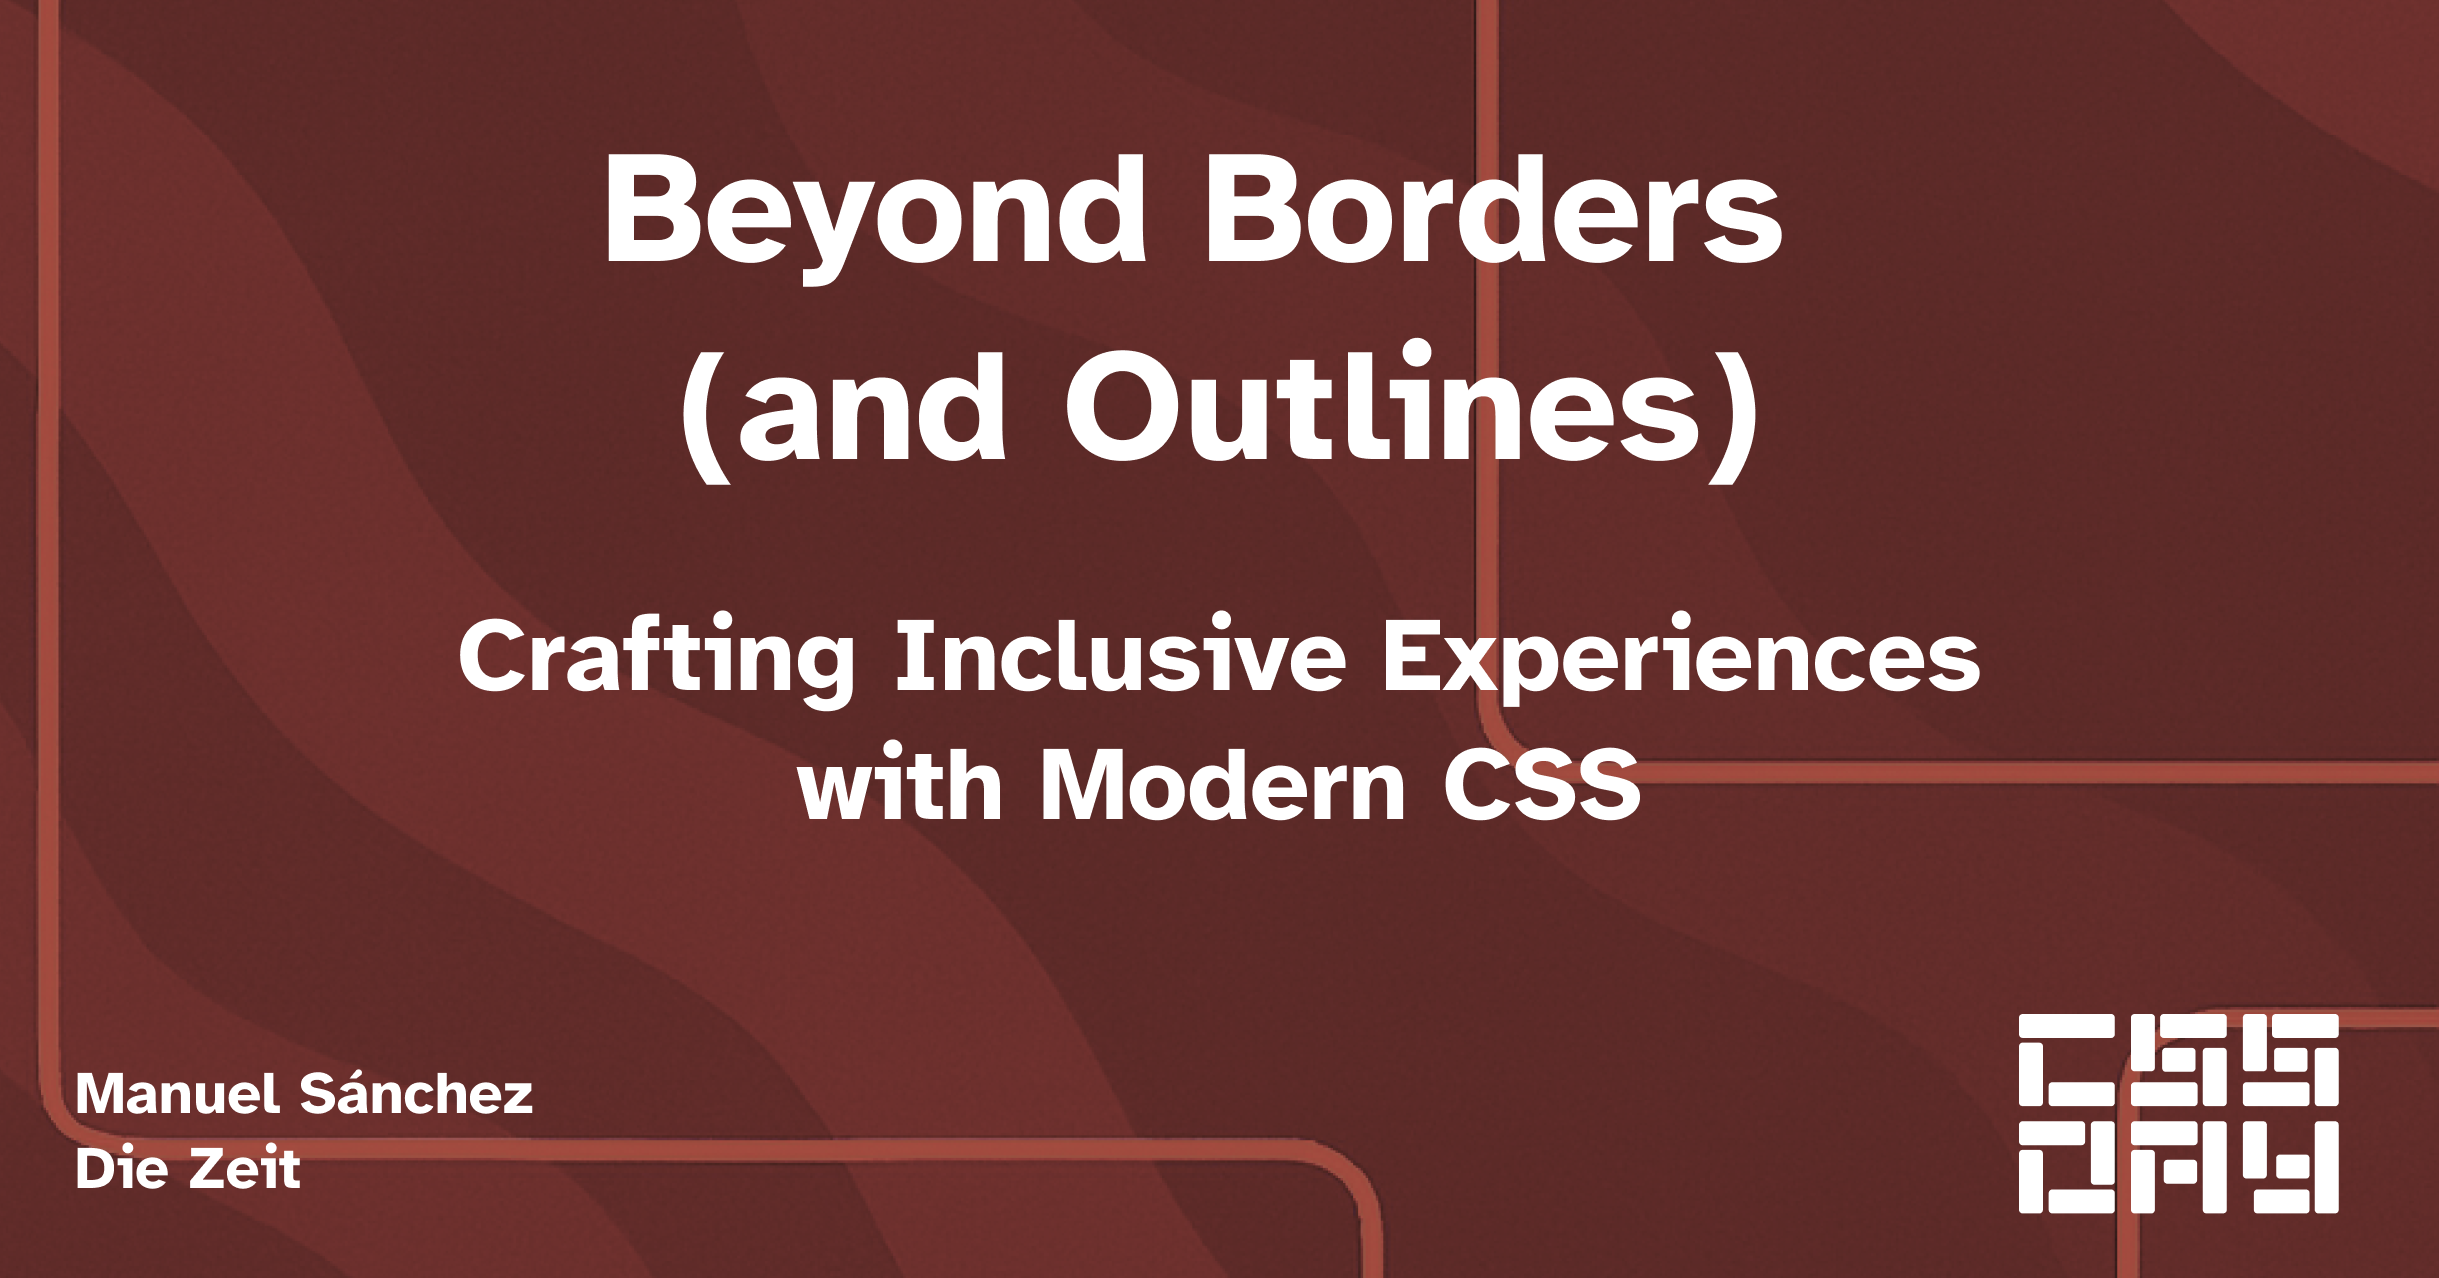 Beyond Borders
(and Outlines)
Crafting Inclusive Experiences
with Modern CSS
Manuel Sánchez
Die Zeit
CSS
DAY